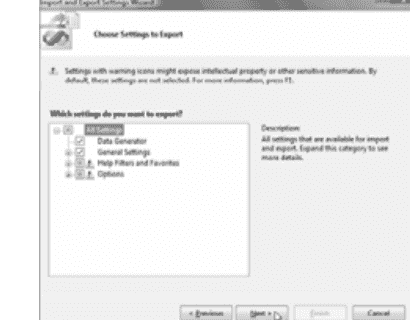 Import and Export Settings Wizard
Choose Settings to Export
Settings with warning icons might expose intellectual property or other sensitive information. By
default, these settings are not selected. For more information, press F1.
Which settings do you want to export?
All Settings
Data Generator
General Settings
Help Filters and Favorites
Options
Description:
All settings that are available for import
and export. Expand this category to see
more details.
< Previous
Next >
Finish
Cancel